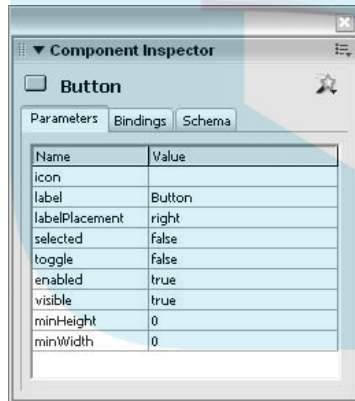 Component Inspector
Button
Parameters Bindings Schema
Name Value
icon
label Button
labelPlacement right
selected false
toggle false
enabled true
visible true
minHeight 0
minWidth 0